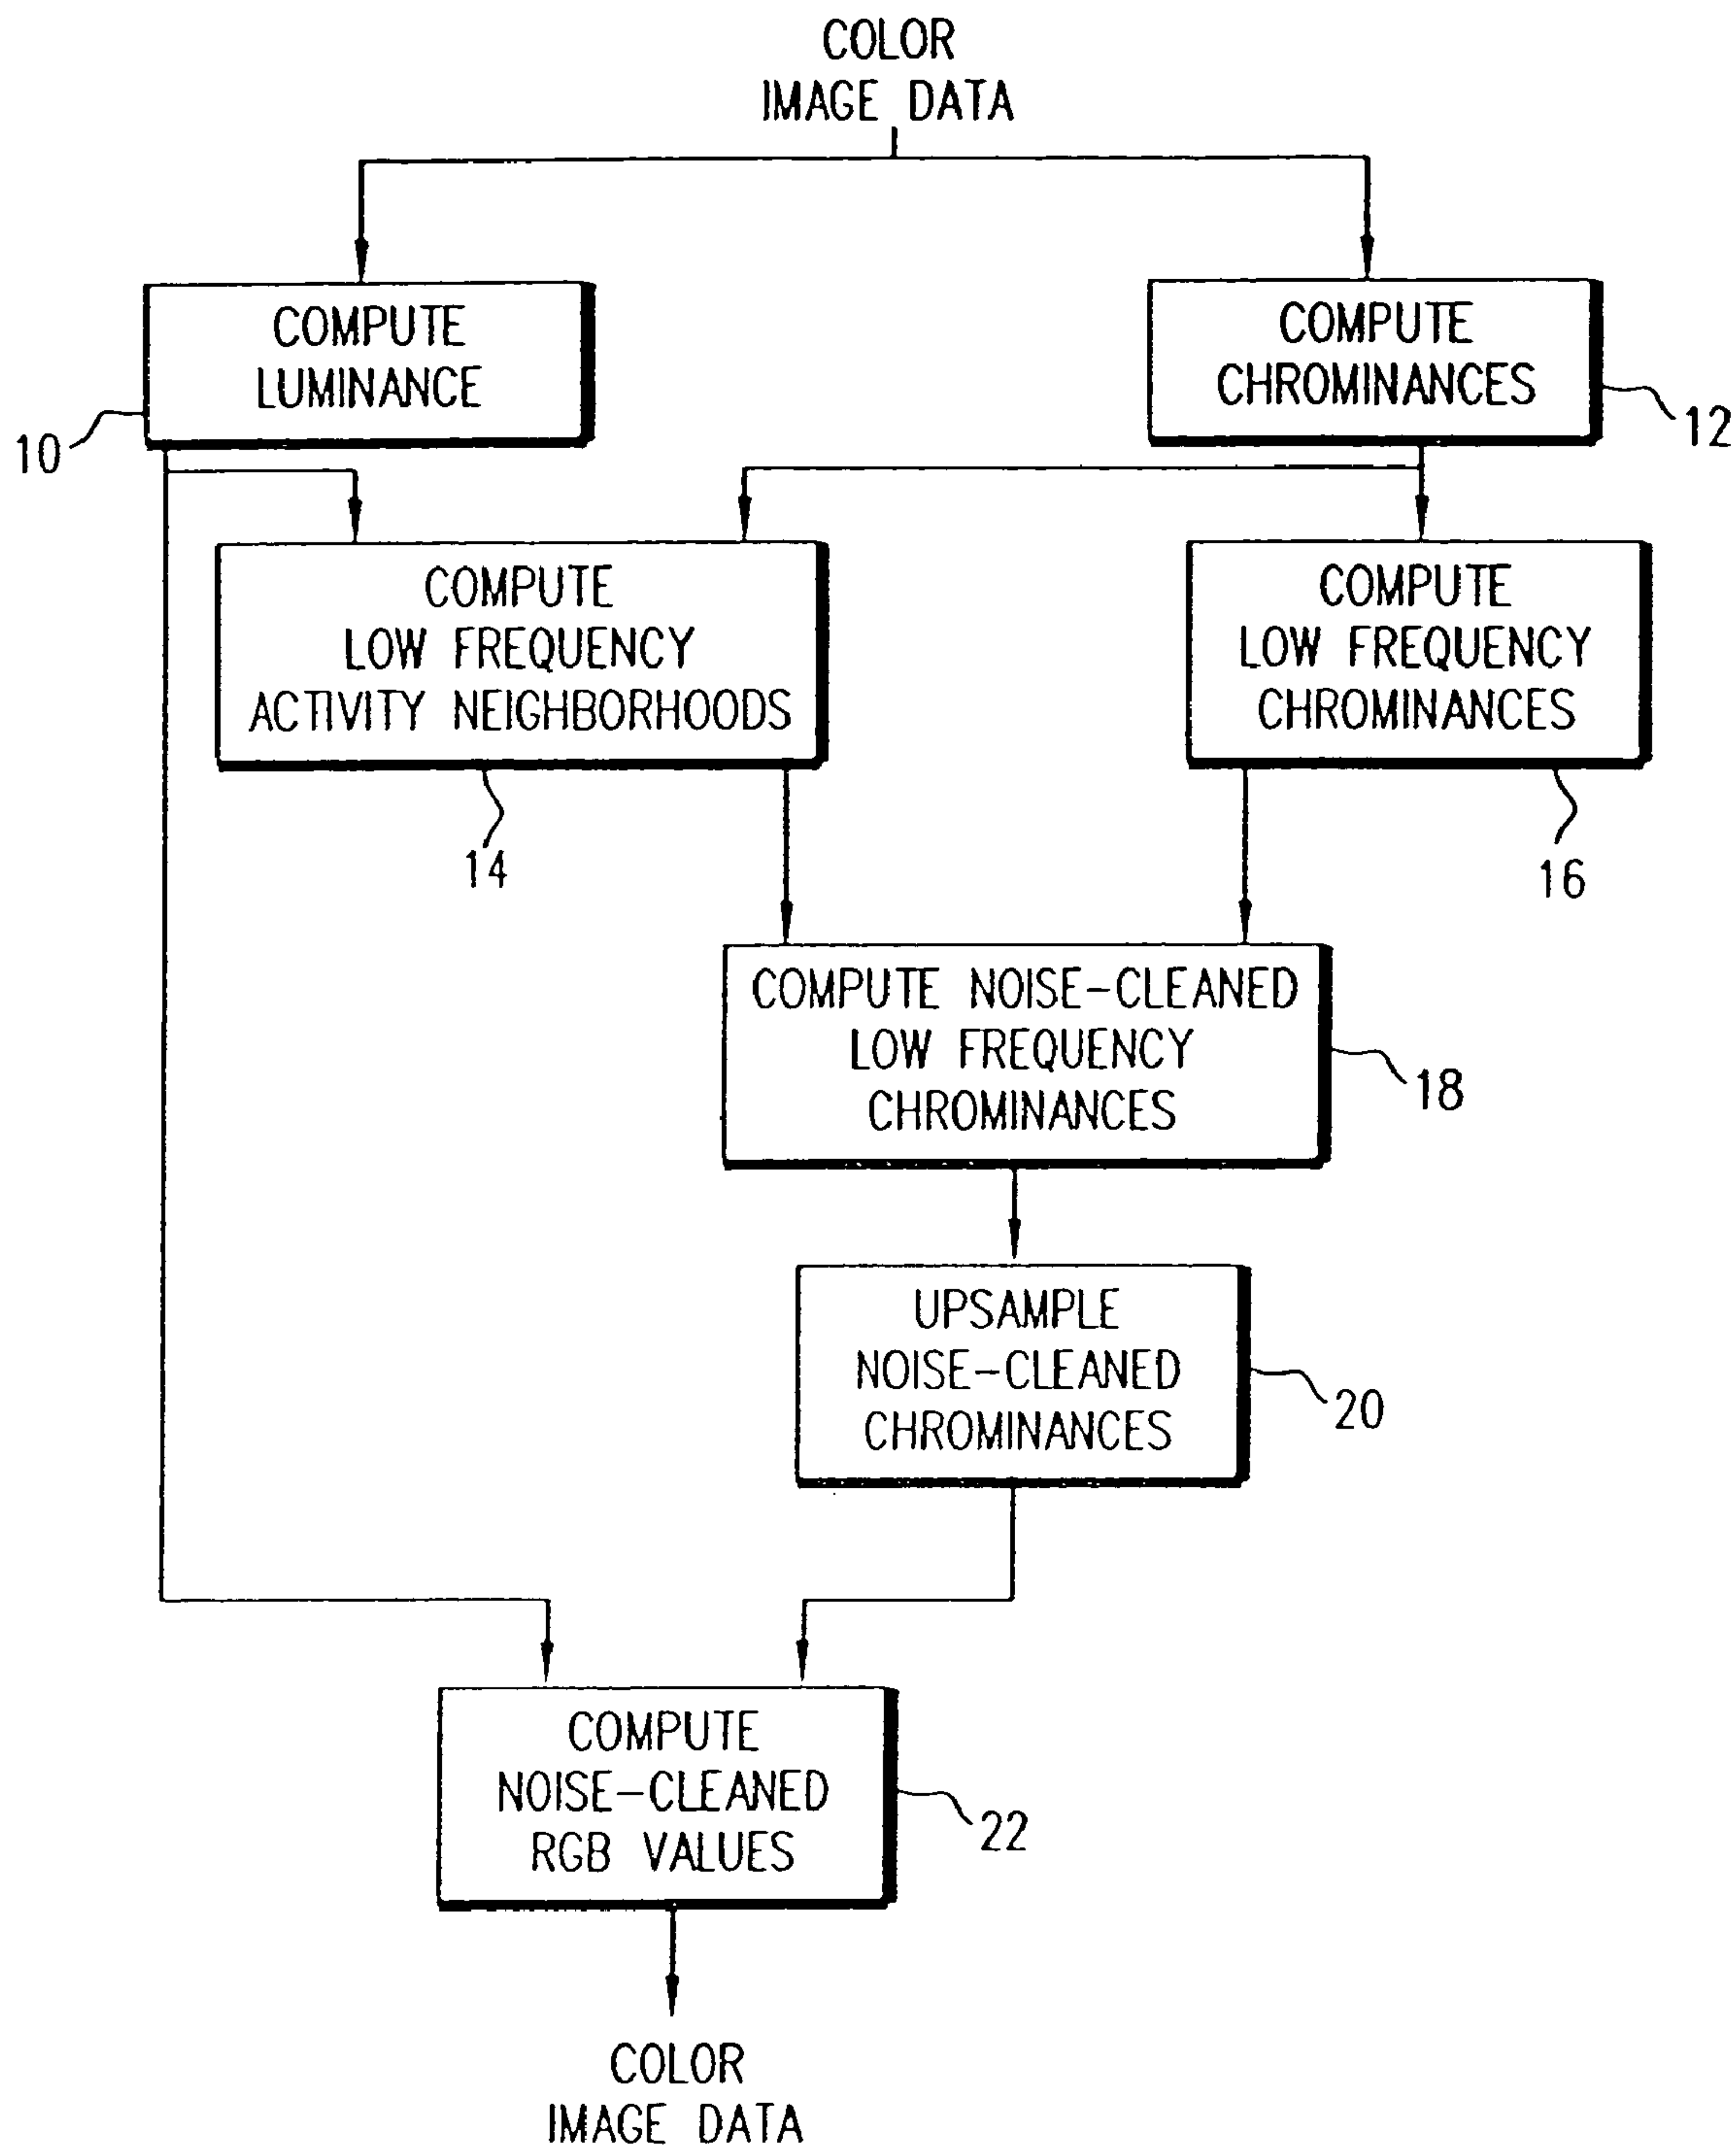 COLOR
IMAGE DATA
COMPUTE
LUMINANCE
10
COMPUTE
CHROMINANCES
12
COMPUTE
LOW FREQUENCY
ACTIVITY NEIGHBORHOODS
14
COMPUTE
LOW FREQUENCY
CHROMINANCES
16
COMPUTE NOISE-CLEANED
LOW FREQUENCY
CHROMINANCES
18
UPSAMPLE
NOISE-CLEANED
CHROMINANCES
20
COMPUTE
NOISE-CLEANED
RGB VALUES
22
COLOR
IMAGE DATA